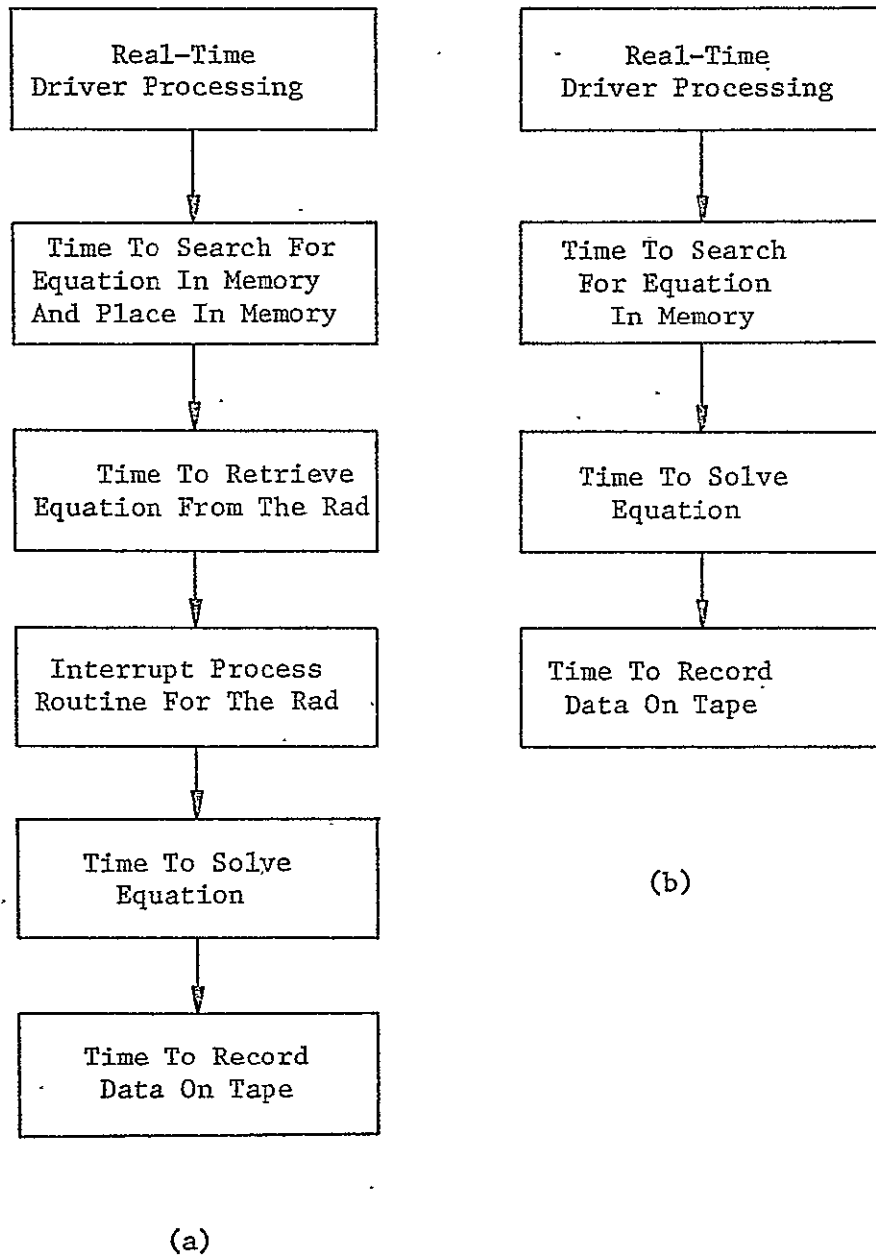 Real-Time
Driver Processing
Time To Search For
Equation In Memory
And Place In Memory
Time To Retrieve
Equation From The Rad
Interrupt Process
Routine For The Rad
Time To Solve
Equation
Time To Record
Data On Tape
(a)
Real-Time
Driver Processing
Time To Search
For Equation
In Memory
Time To Solve
Equation
Time To Record
Data On Tape
(b)